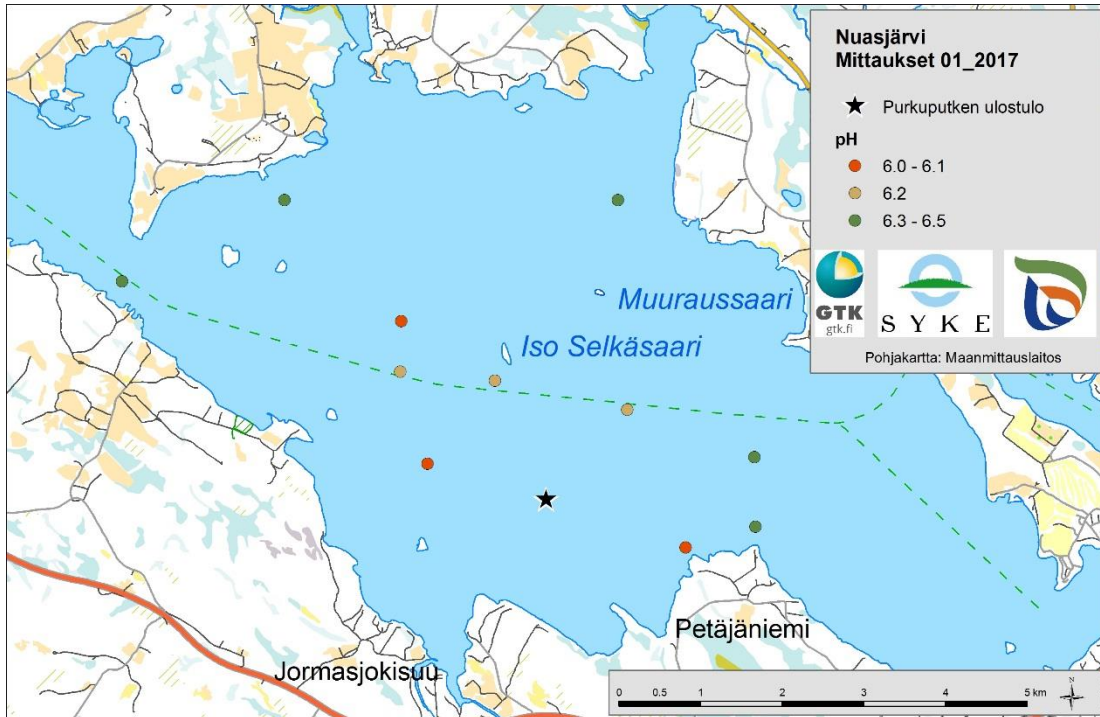 Nuasjärvi
Mittaukset 01_2017
Purkuputken ulostulo
pH
6.0 - 6.1
6.2
6.3 - 6.5
GTK
gtk.fi
SYKE
Pohjakartta: Maanmittauslaitos
Muuraussaari
Iso Selkäsaari
Petäjäniemi
Jormasjokisuu
0 0.5 1 2 3 4 5 km
N